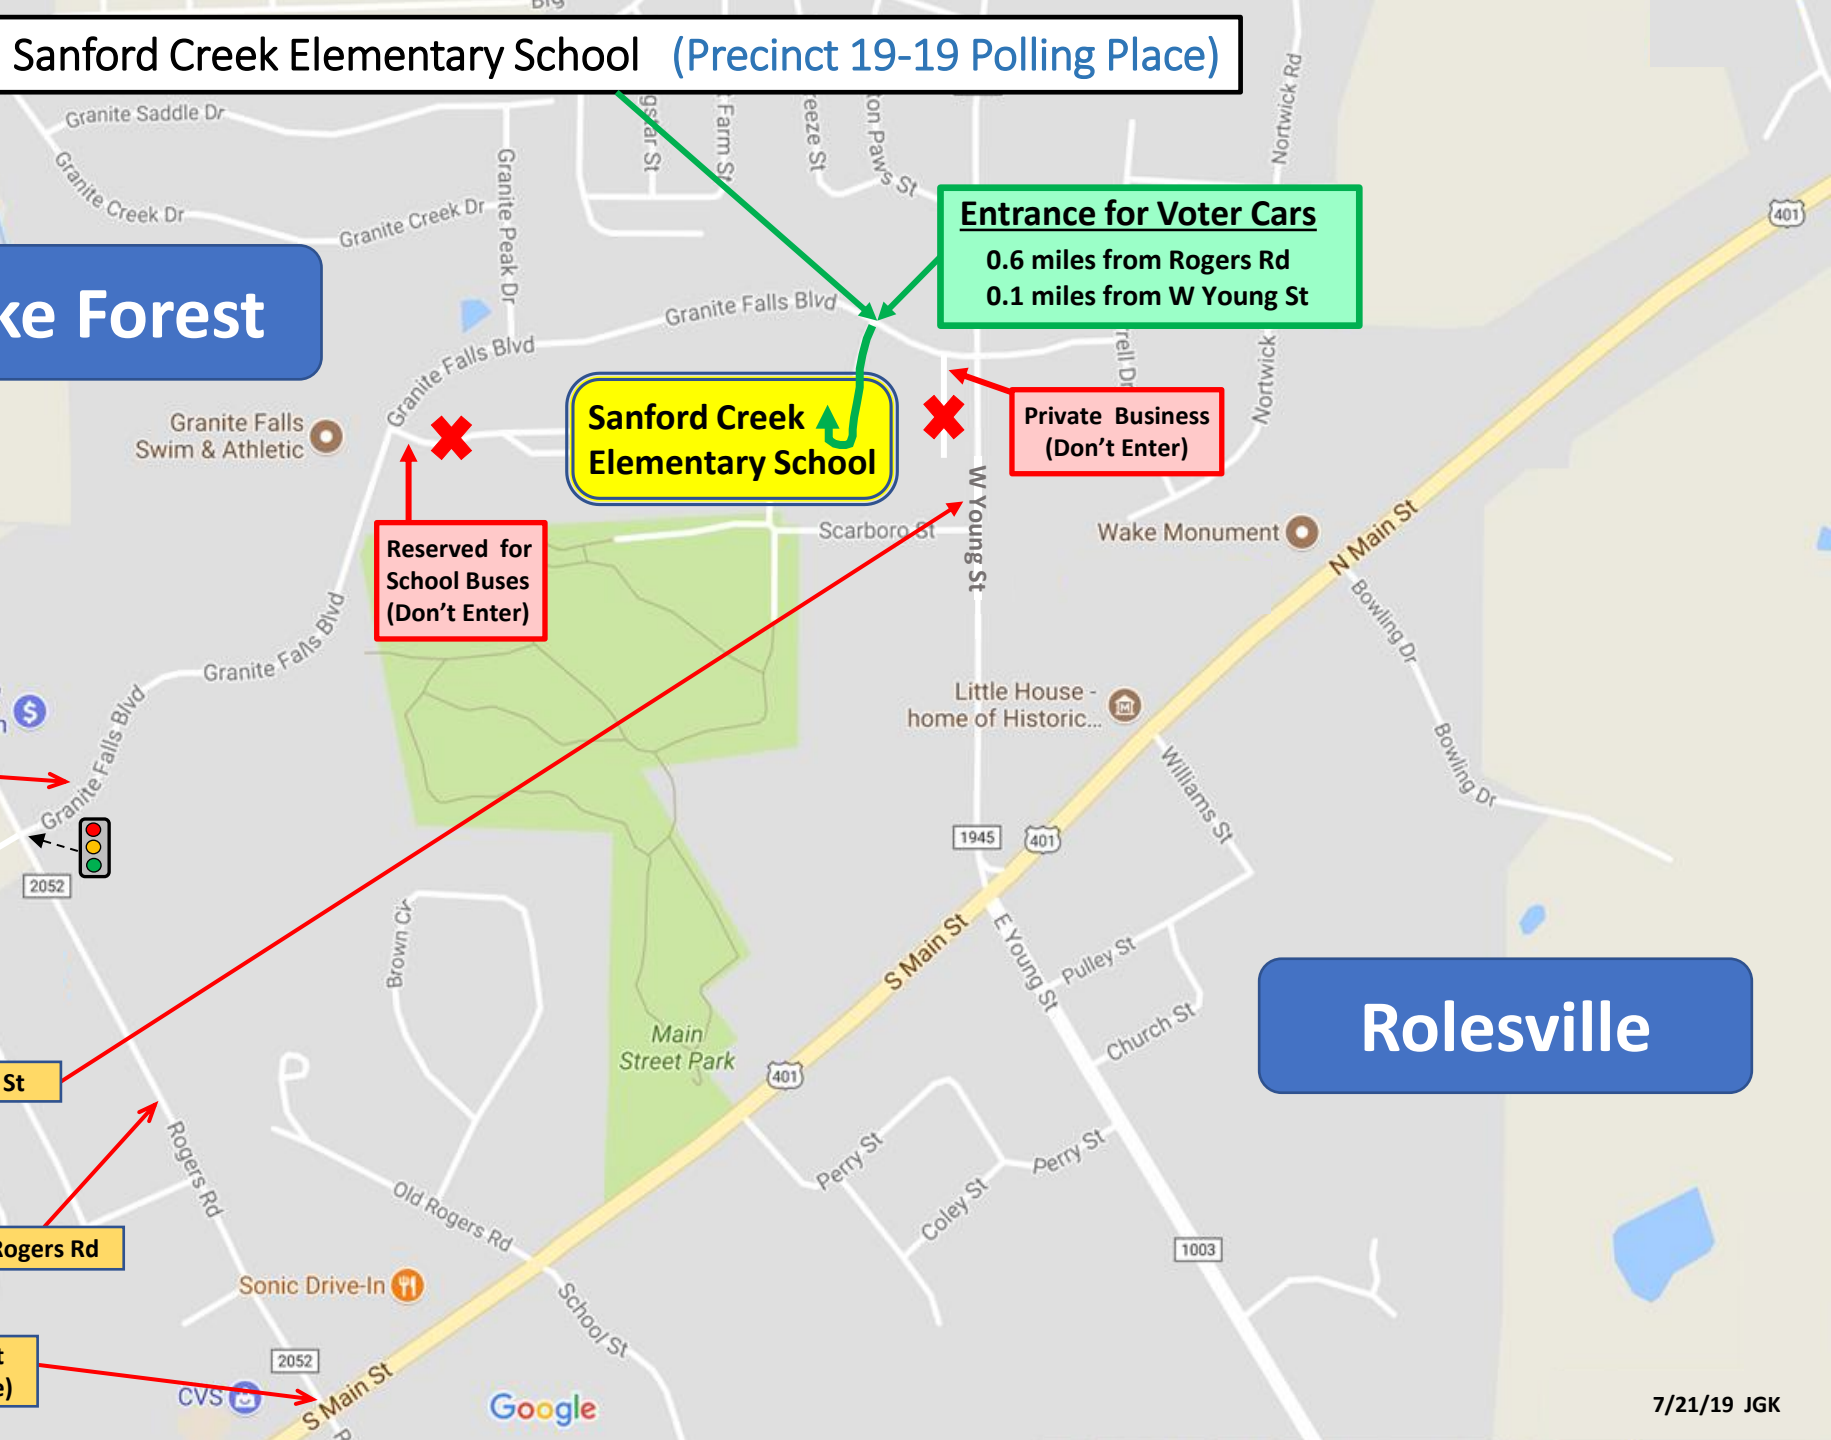 Sanford Creek Elementary School (Precinct 19-19 Polling Place)
Granite Saddle Dr
Granite Creek Dr
Granite Creek Dr
Granite Peak Dr
Farm St
Nortwick Rd
401
Entrance for Voter Cars
0.6 miles from Rogers Rd
0.1 miles from W Young St
Forest
Granite Falls Blvd
Granite Falls Blvd
Nortwick
Granite Falls
Swim & Athletic
Sanford Creek
Elementary School
Private Business
(Don't Enter)
W Young St
Scarboro St
Wake Monument
N Main St
Reserved for
School Buses
(Don't Enter)
Bowling Dr
Granite Falls Blvd
Little House -
home of Historic...
Granite Falls Blvd
Williams St
Bowling Dr
1945
401
2052
Brown Cir
S Main St
E Young St
Pulley St
Church St
Rolesville
Main
Street Park
401
St
Rogers Rd
Perry St
Perry St
Coley St
Old Rogers Rd
Rogers Rd
1003
Sonic Drive-In
School St
2052
CVS
S Main St
Google
7/21/19 JGK